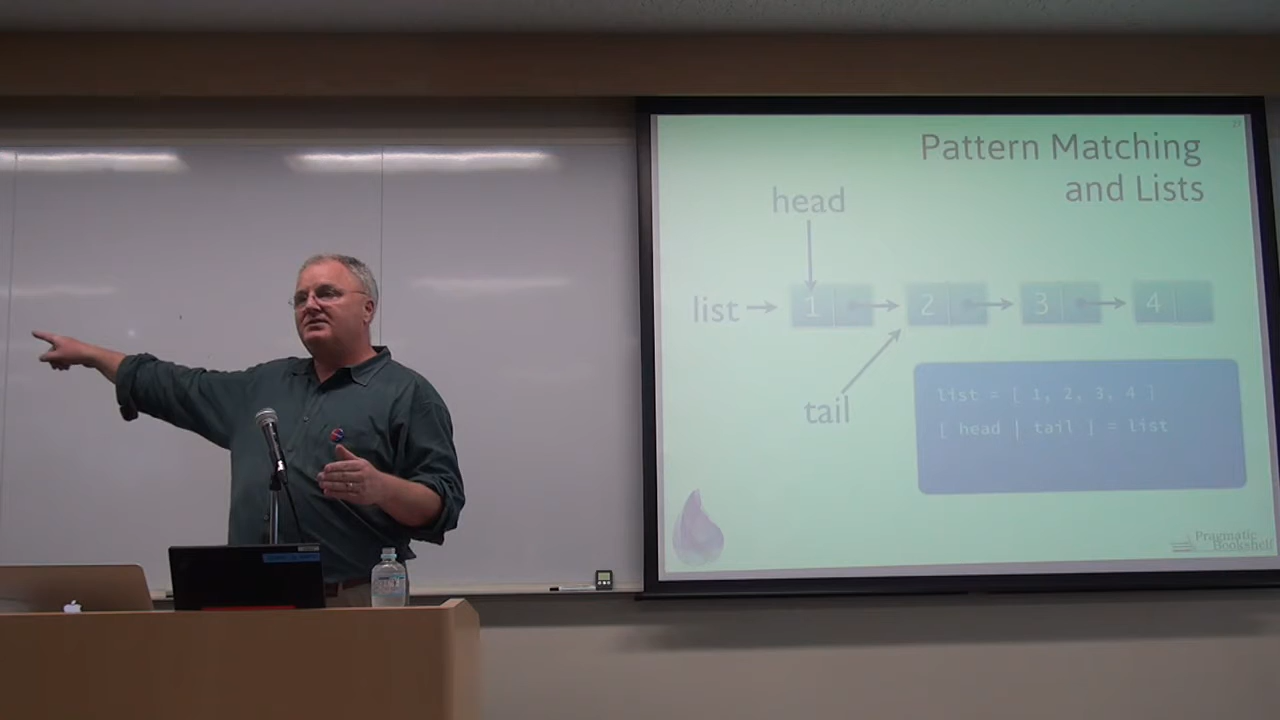 Pattern Matching
and Lists
head
list
1
2
3
4
tail
list = [ 1, 2, 3, 4 ]
[ head | tail ] = list
Pragmatic
Bookshelf